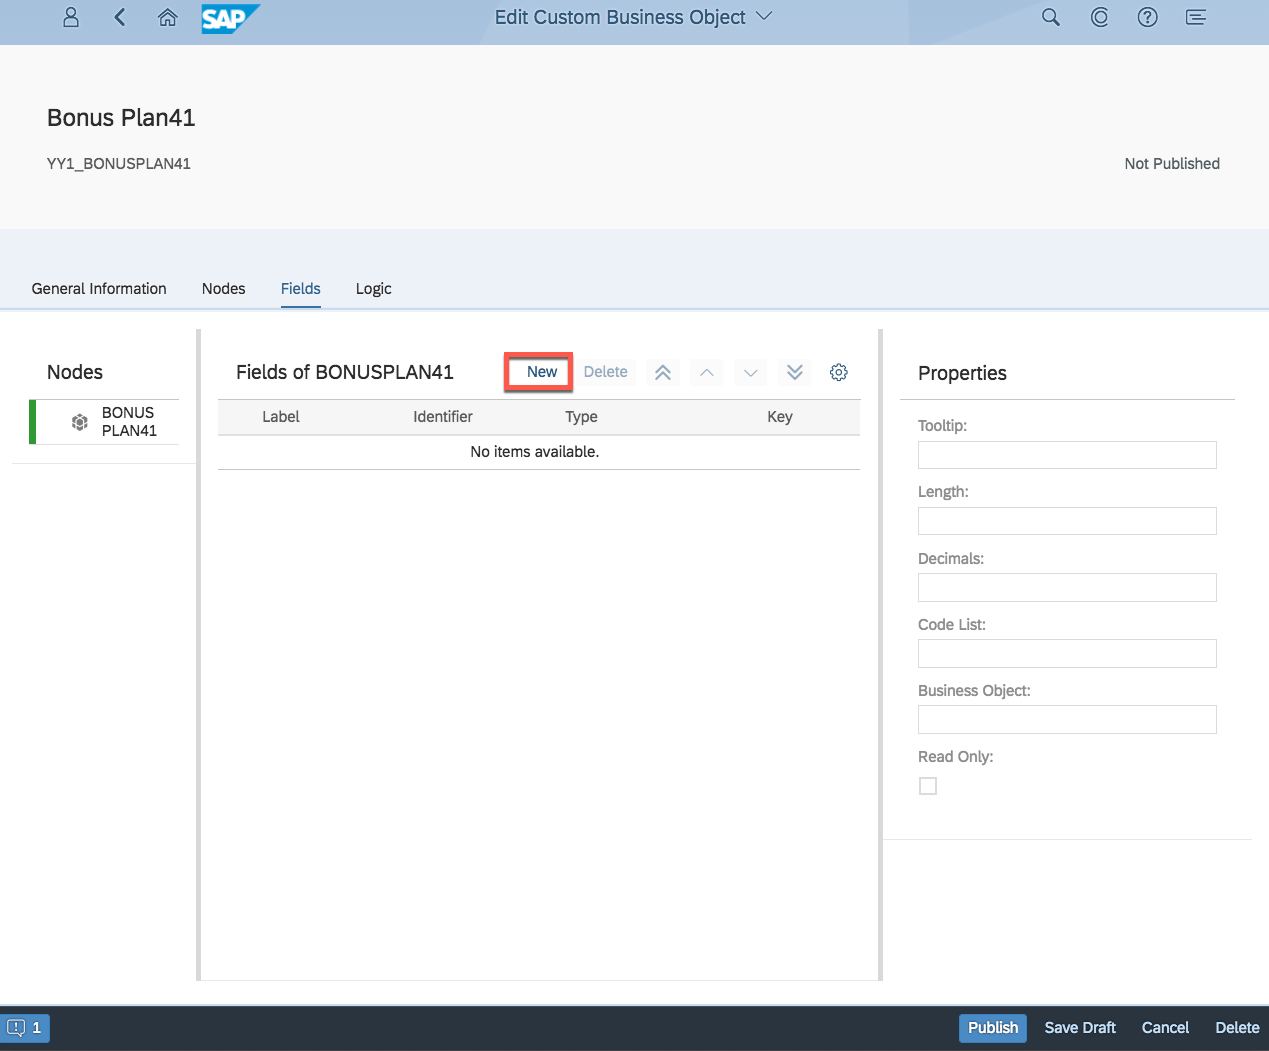 SAP
Edit Custom Business Object
Bonus Plan41
YY1_BONUSPLAN41
Not Published
General Information
Nodes
Fields
Logic
Nodes
BONUS
PLAN41
Fields of BONUSPLAN41
New
Delete
Label
Identifier
Type
Key
No items available.
Properties
Tooltip:
Length:
Decimals:
Code List:
Business Object:
Read Only:
1
Publish
Save Draft
Cancel
Delete